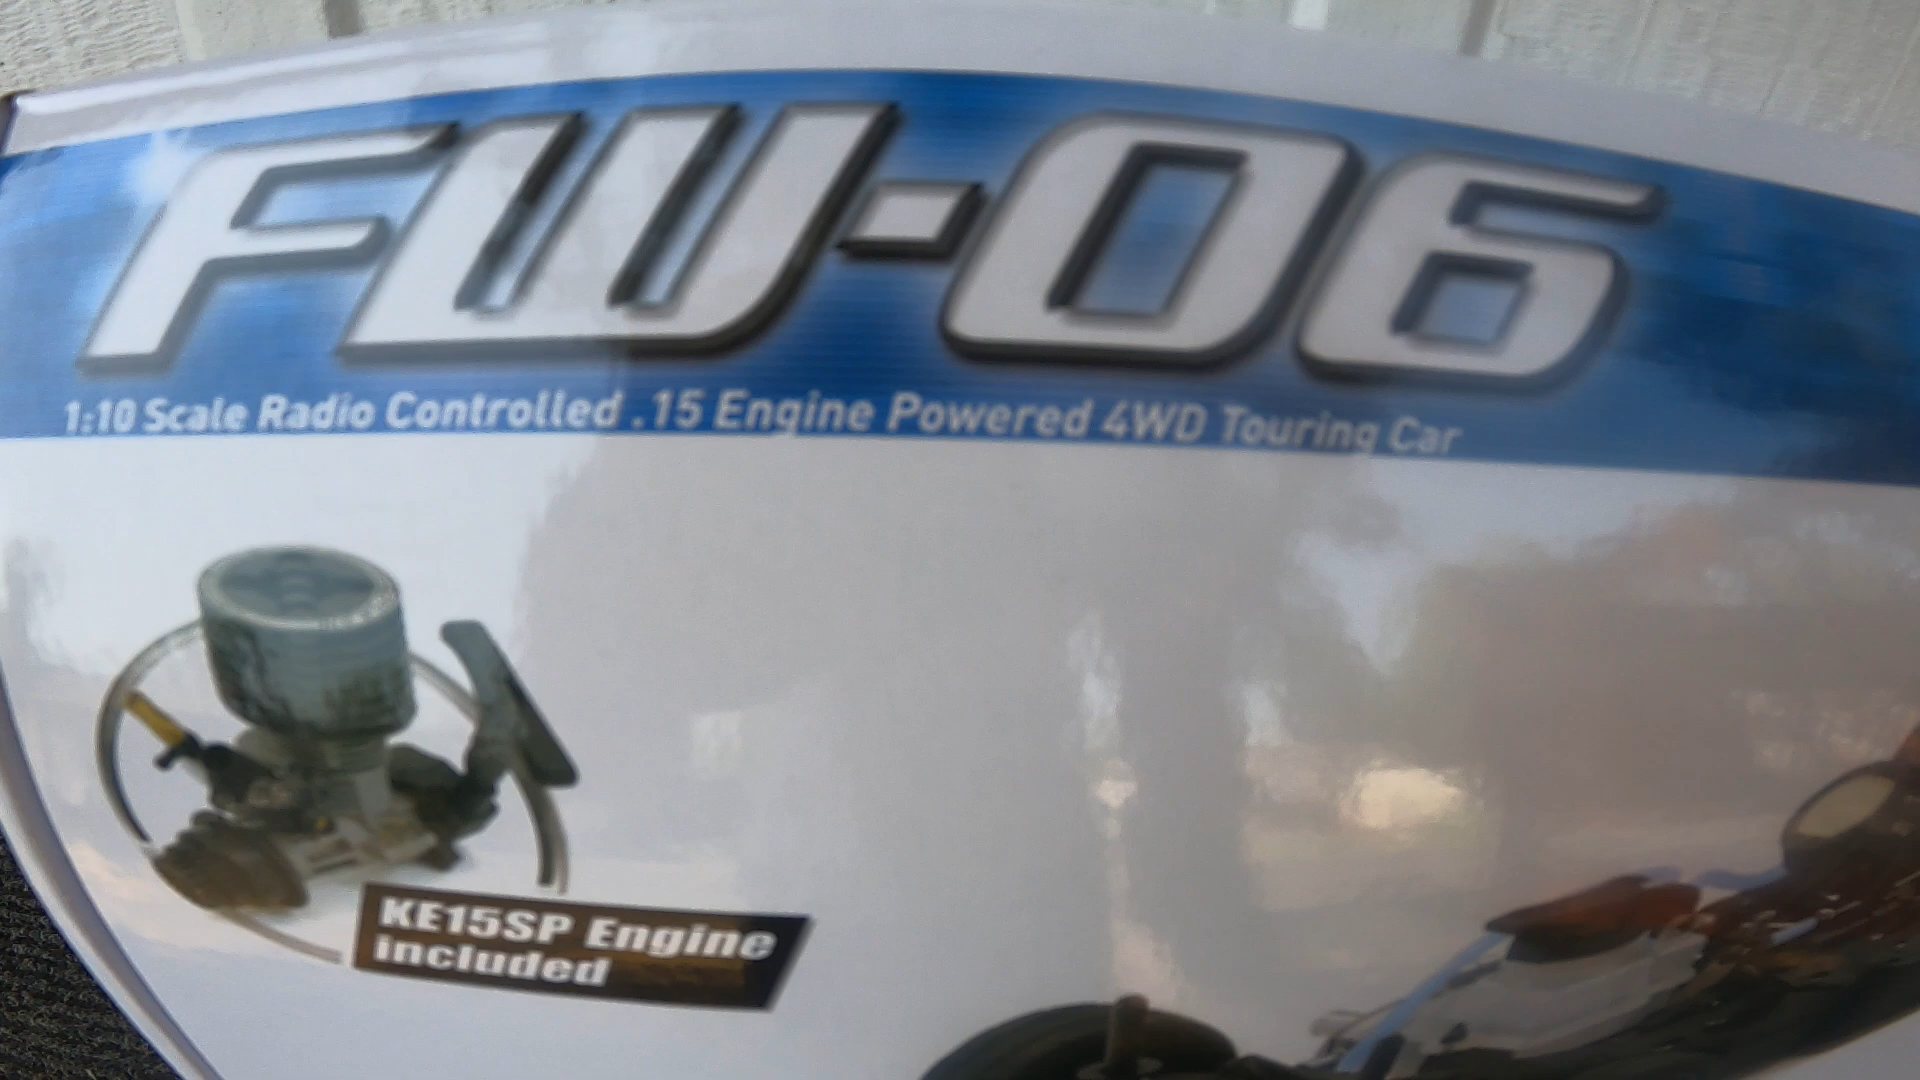 FW-06
1:10 Scale Radio Controlled .15 Engine Powered 4WD Touring Car
KE15SP Engine
included